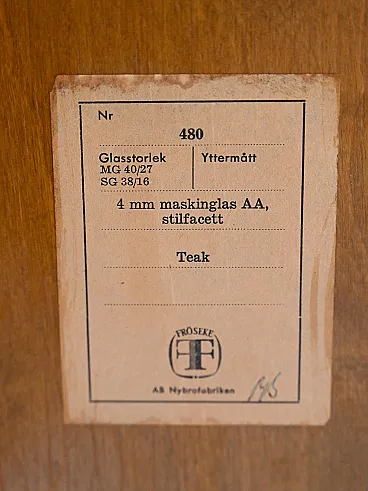 Nr
480
Glasstorlek
MG 40/27
SG 38/16
Yttermått
4 mm maskinglas AA,
stilfacett
Teak
FRÖSEKE
F
AB Nybrofabriken